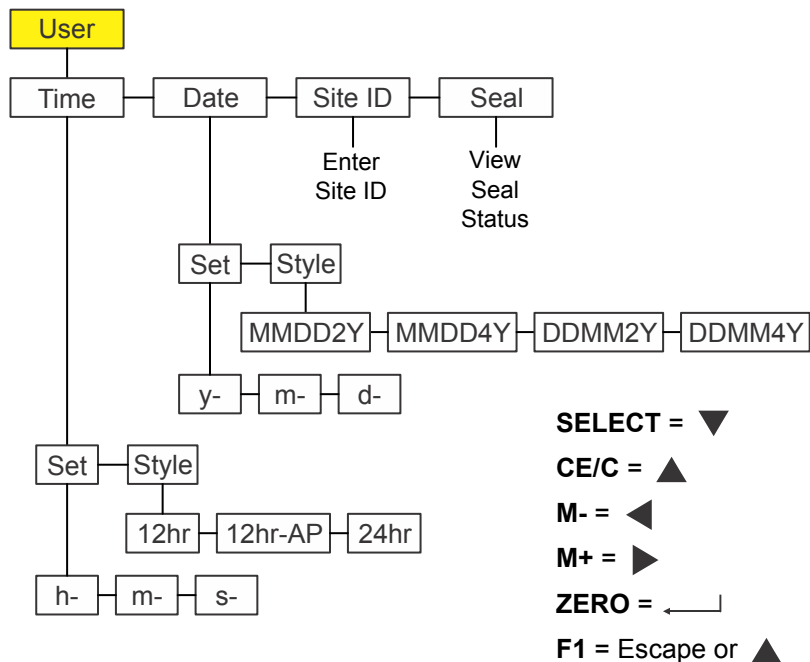 User
Time Date Site ID Seal
Enter
Site ID
View
Seal
Status
Set Style
MMDD2Y MMDD4Y DDMM2Y DDMM4Y
y- m- d-
Set Style
12hr 12hr-AP 24hr
h- m- s-
SELECT = ▼
CE/C = ▲
M- = ◀
M+ = ▶
ZERO = ↵
F1 = Escape or ▲